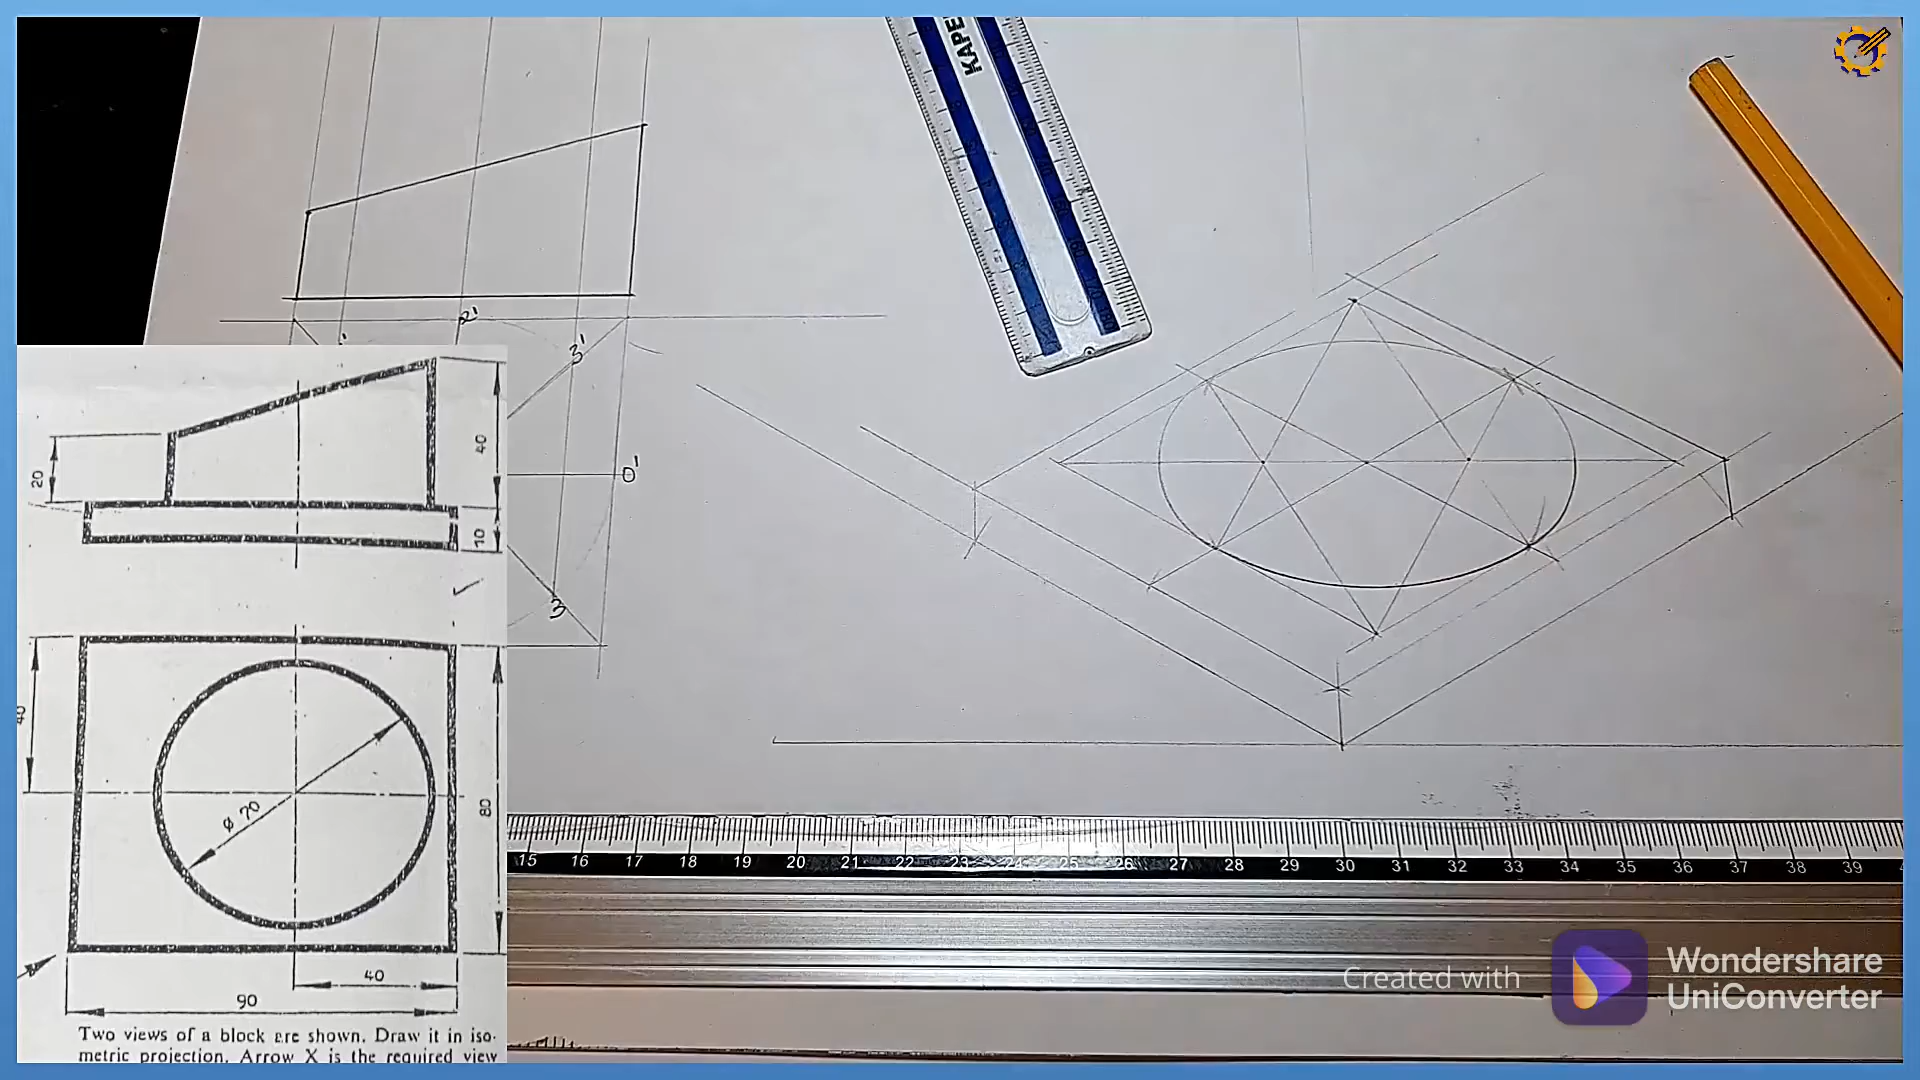 KAPE
2'
3'
0'
3
20
40
10
40
80
ø 70
40
90
Two views of a block are shown. Draw it in iso-
metric projection. Arrow X is the required view
15 16 17 18 19 20 21 22 23 24 25 26 27 28 29 30 31 32 33 34 35 36 37 38 39
Created with
Wondershare
UniConverter